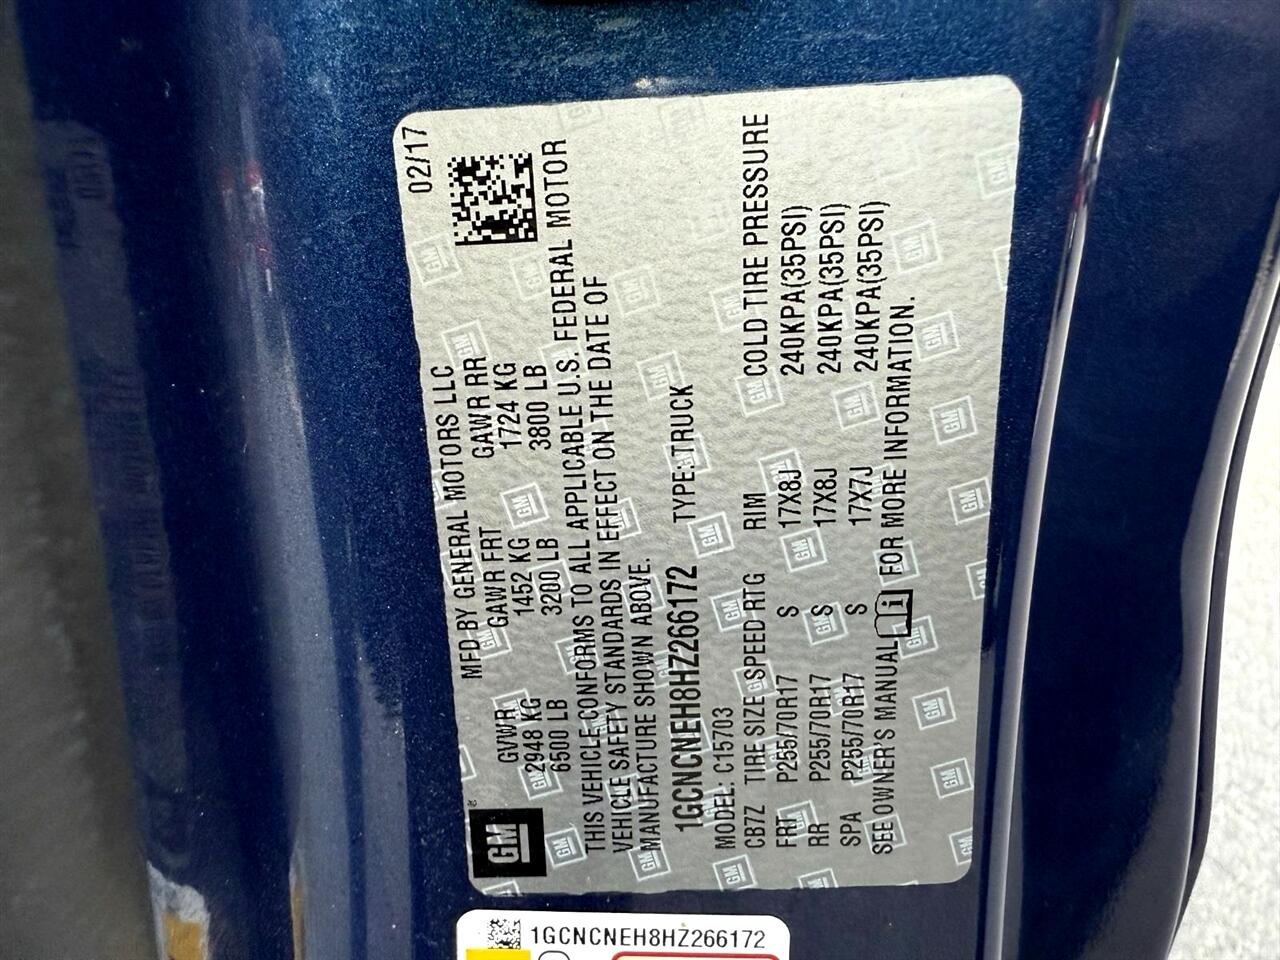 MFD BY GENERAL MOTORS LLC 02/17
GVWR GAWR FRT GAWR RR
2948 KG 1452 KG 1724 KG
6500 LB 3200 LB 3800 LB
THIS VEHICLE CONFORMS TO ALL APPLICABLE U.S. FEDERAL MOTOR
VEHICLE SAFETY STANDARDS IN EFFECT ON THE DATE OF
MANUFACTURE SHOWN ABOVE.
1GCNCNEH8HZ266172 TYPE: TRUCK
MODEL: C15703
CB7Z TIRE SIZE SPEED RTG RIM COLD TIRE PRESSURE
FRT P255/70R17 S 17X8J 240KPA(35PSI)
RR P255/70R17 S 17X8J 240KPA(35PSI)
SPA P255/70R17 S 17X7J 240KPA(35PSI)
SEE OWNER'S MANUAL i FOR MORE INFORMATION.
GM
1GCNCNEH8HZ266172